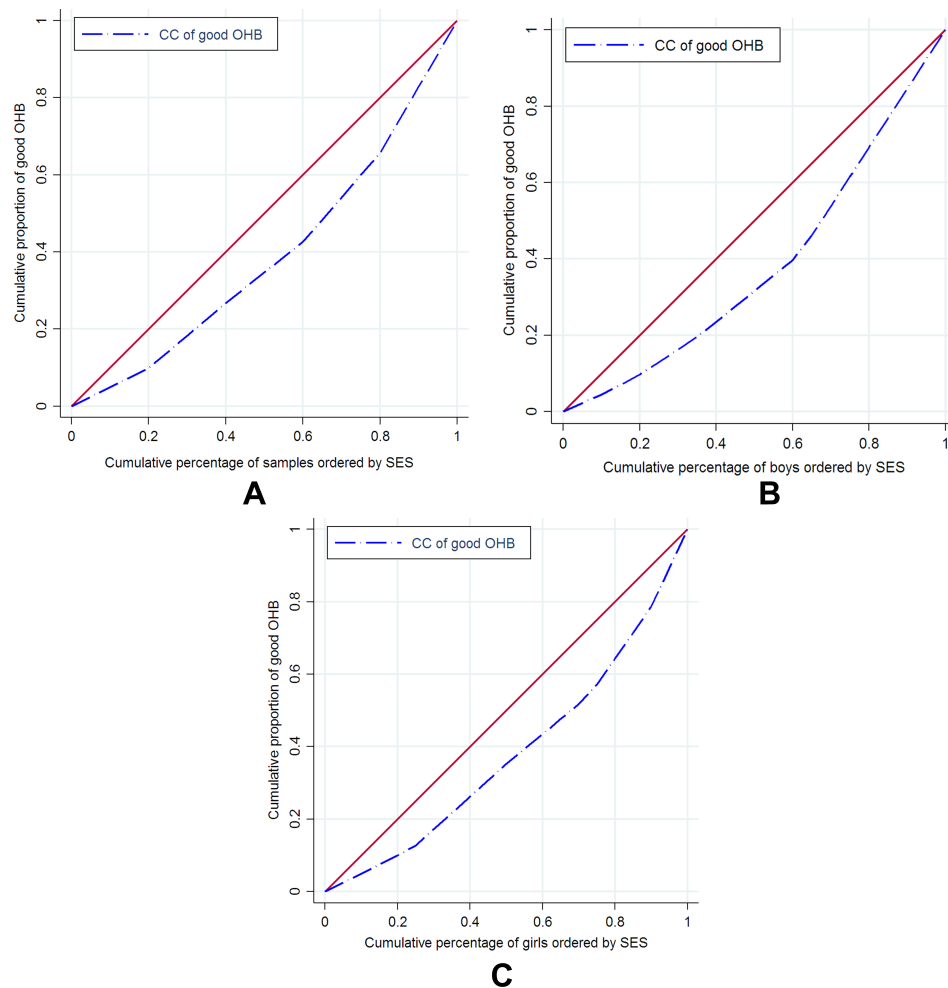 CC of good OHB
Cumulative proportion of good OHB
1
0.8
0.6
0.4
0.2
0
0 0.2 0.4 0.6 0.8 1
Cumulative percentage of samples ordered by SES
A
CC of good OHB
Cumulative proportion of good OHB
1
0.8
0.6
0.4
0.2
0
0 0.2 0.4 0.6 0.8 1
Cumulative percentage of boys ordered by SES
B
CC of good OHB
Cumulative proportion of good OHB
1
0.8
0.6
0.4
0.2
0
0 0.2 0.4 0.6 0.8 1
Cumulative percentage of girls ordered by SES
C